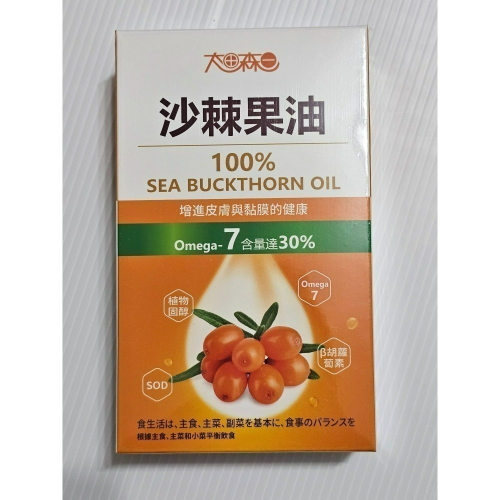 太田森一
沙棘果油
100%
SEA BUCKTHORN OIL
增進皮膚與黏膜的健康
Omega-7含量達30%
Omega
7
植物
固醇
β胡蘿
蔔素
SOD
食生活は、主食、主菜、副菜を基本に、食事のバランスを
根據主食、主菜和小菜平衡飲食